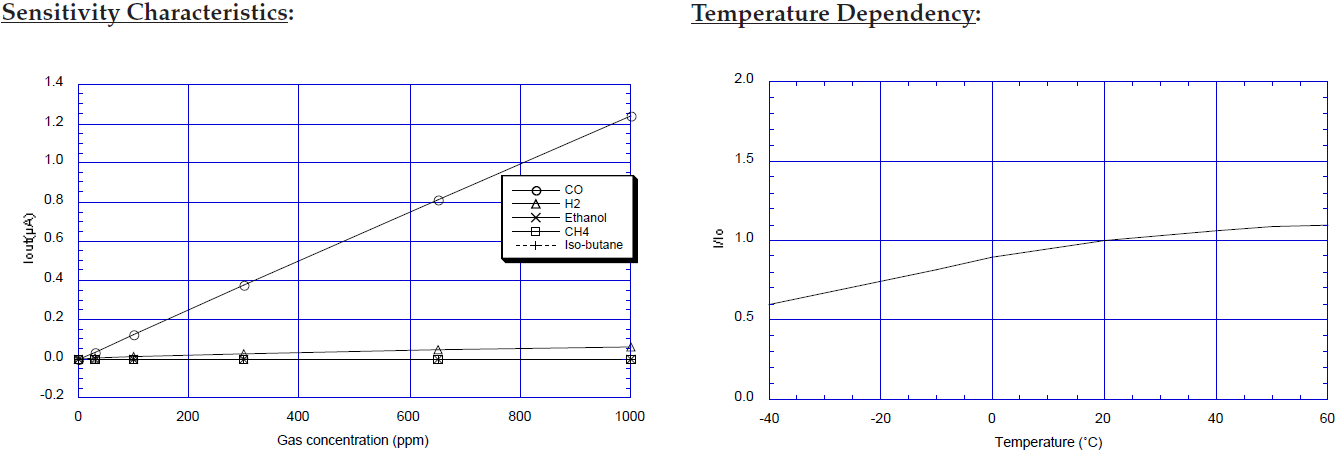 Sensitivity Characteristics:
1.4
1.2
1.0
0.8
0.6
0.4
0.2
0.0
-0.2
Iout(µA)
CO
H2
Ethanol
CH4
Iso-butane
0 200 400 600 800 1000
Gas concentration (ppm)
Temperature Dependency:
2.0
1.5
1.0
0.5
0.0
I/Io
-40 -20 0 20 40 60
Temperature (˚C)